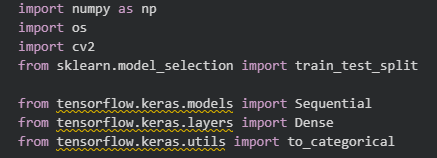 import numpy as np
import os
import cv2
from sklearn.model_selection import train_test_split
from tensorflow.keras.models import Sequential
from tensorflow.keras.layers import Dense
from tensorflow.keras.utils import to_categorical